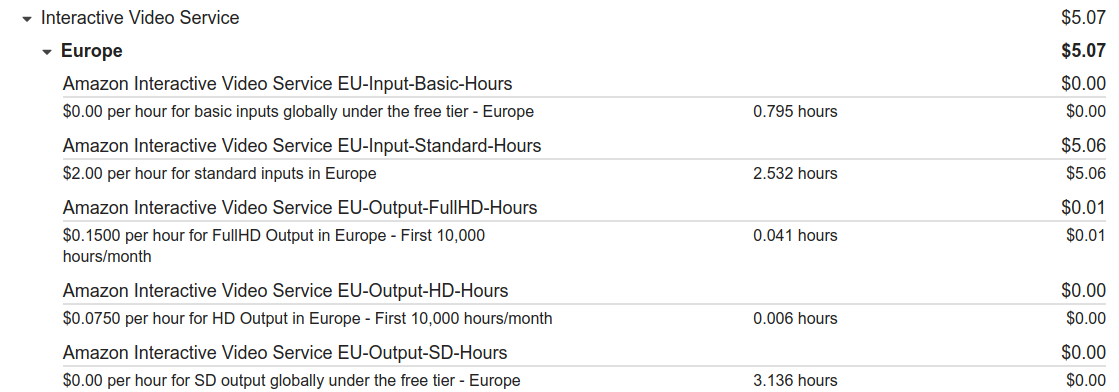 Interactive Video Service $5.07
Europe $5.07
Amazon Interactive Video Service EU-Input-Basic-Hours $0.00
$0.00 per hour for basic inputs globally under the free tier - Europe 0.795 hours $0.00
Amazon Interactive Video Service EU-Input-Standard-Hours $5.06
$2.00 per hour for standard inputs in Europe 2.532 hours $5.06
Amazon Interactive Video Service EU-Output-FullHD-Hours $0.01
$0.1500 per hour for FullHD Output in Europe - First 10,000 0.041 hours $0.01
hours/month
Amazon Interactive Video Service EU-Output-HD-Hours $0.00
$0.0750 per hour for HD Output in Europe - First 10,000 hours/month 0.006 hours $0.00
Amazon Interactive Video Service EU-Output-SD-Hours $0.00
$0.00 per hour for SD output globally under the free tier - Europe 3.136 hours $0.00